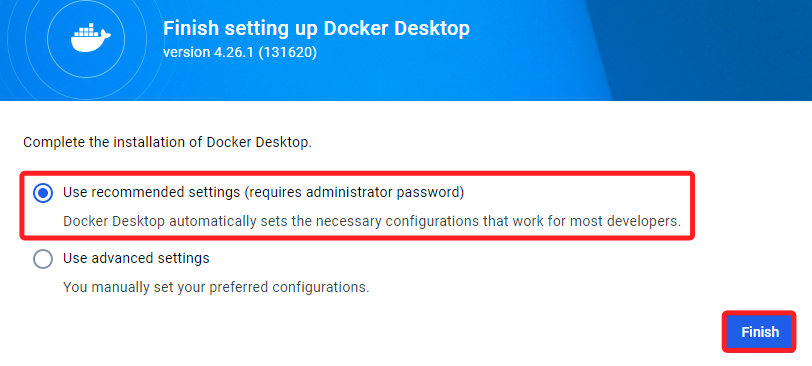 Finish setting up Docker Desktop
version 4.26.1 (131620)
Complete the installation of Docker Desktop.
Use recommended settings (requires administrator password)
Docker Desktop automatically sets the necessary configurations that work for most developers.
Use advanced settings
You manually set your preferred configurations.
Finish